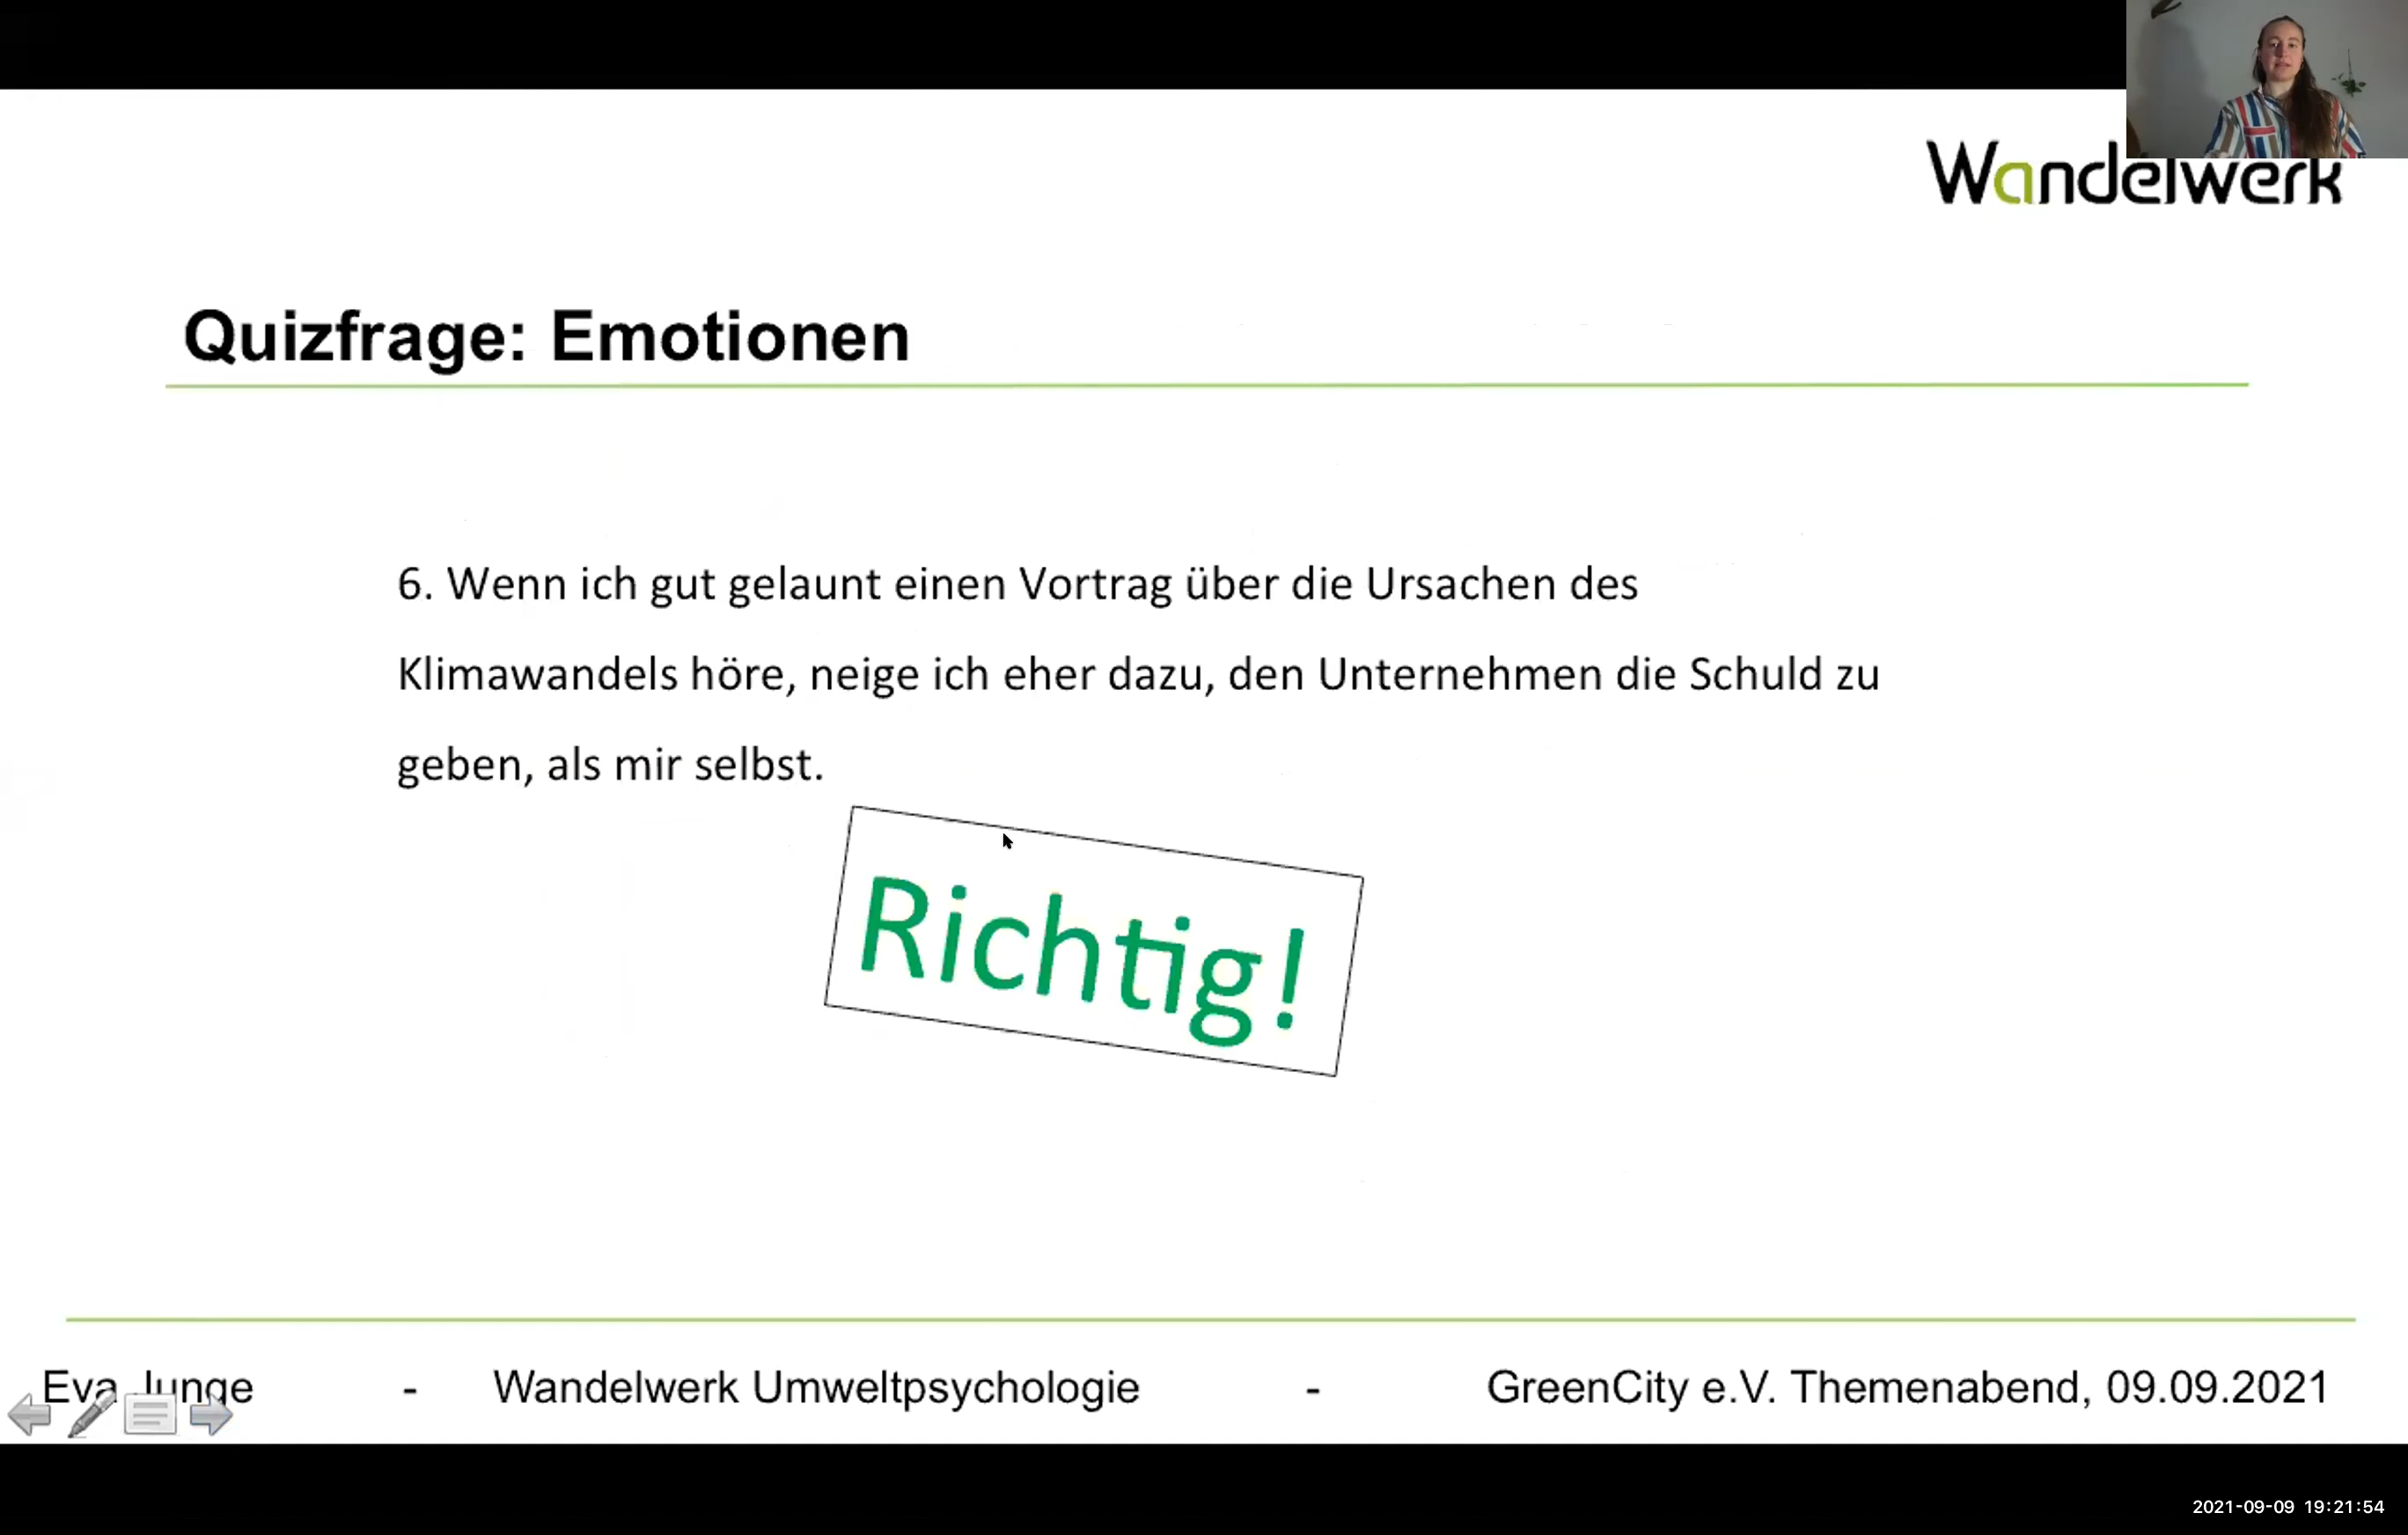 Wandelwerk
Quizfrage: Emotionen
6. Wenn ich gut gelaunt einen Vortrag über die Ursachen des
Klimawandels höre, neige ich eher dazu, den Unternehmen die Schuld zu
geben, als mir selbst.
Richtig!
Eva Junge - Wandelwerk Umweltpsychologie - GreenCity e.V. Themenabend, 09.09.2021
2021-09-09 19:21:54